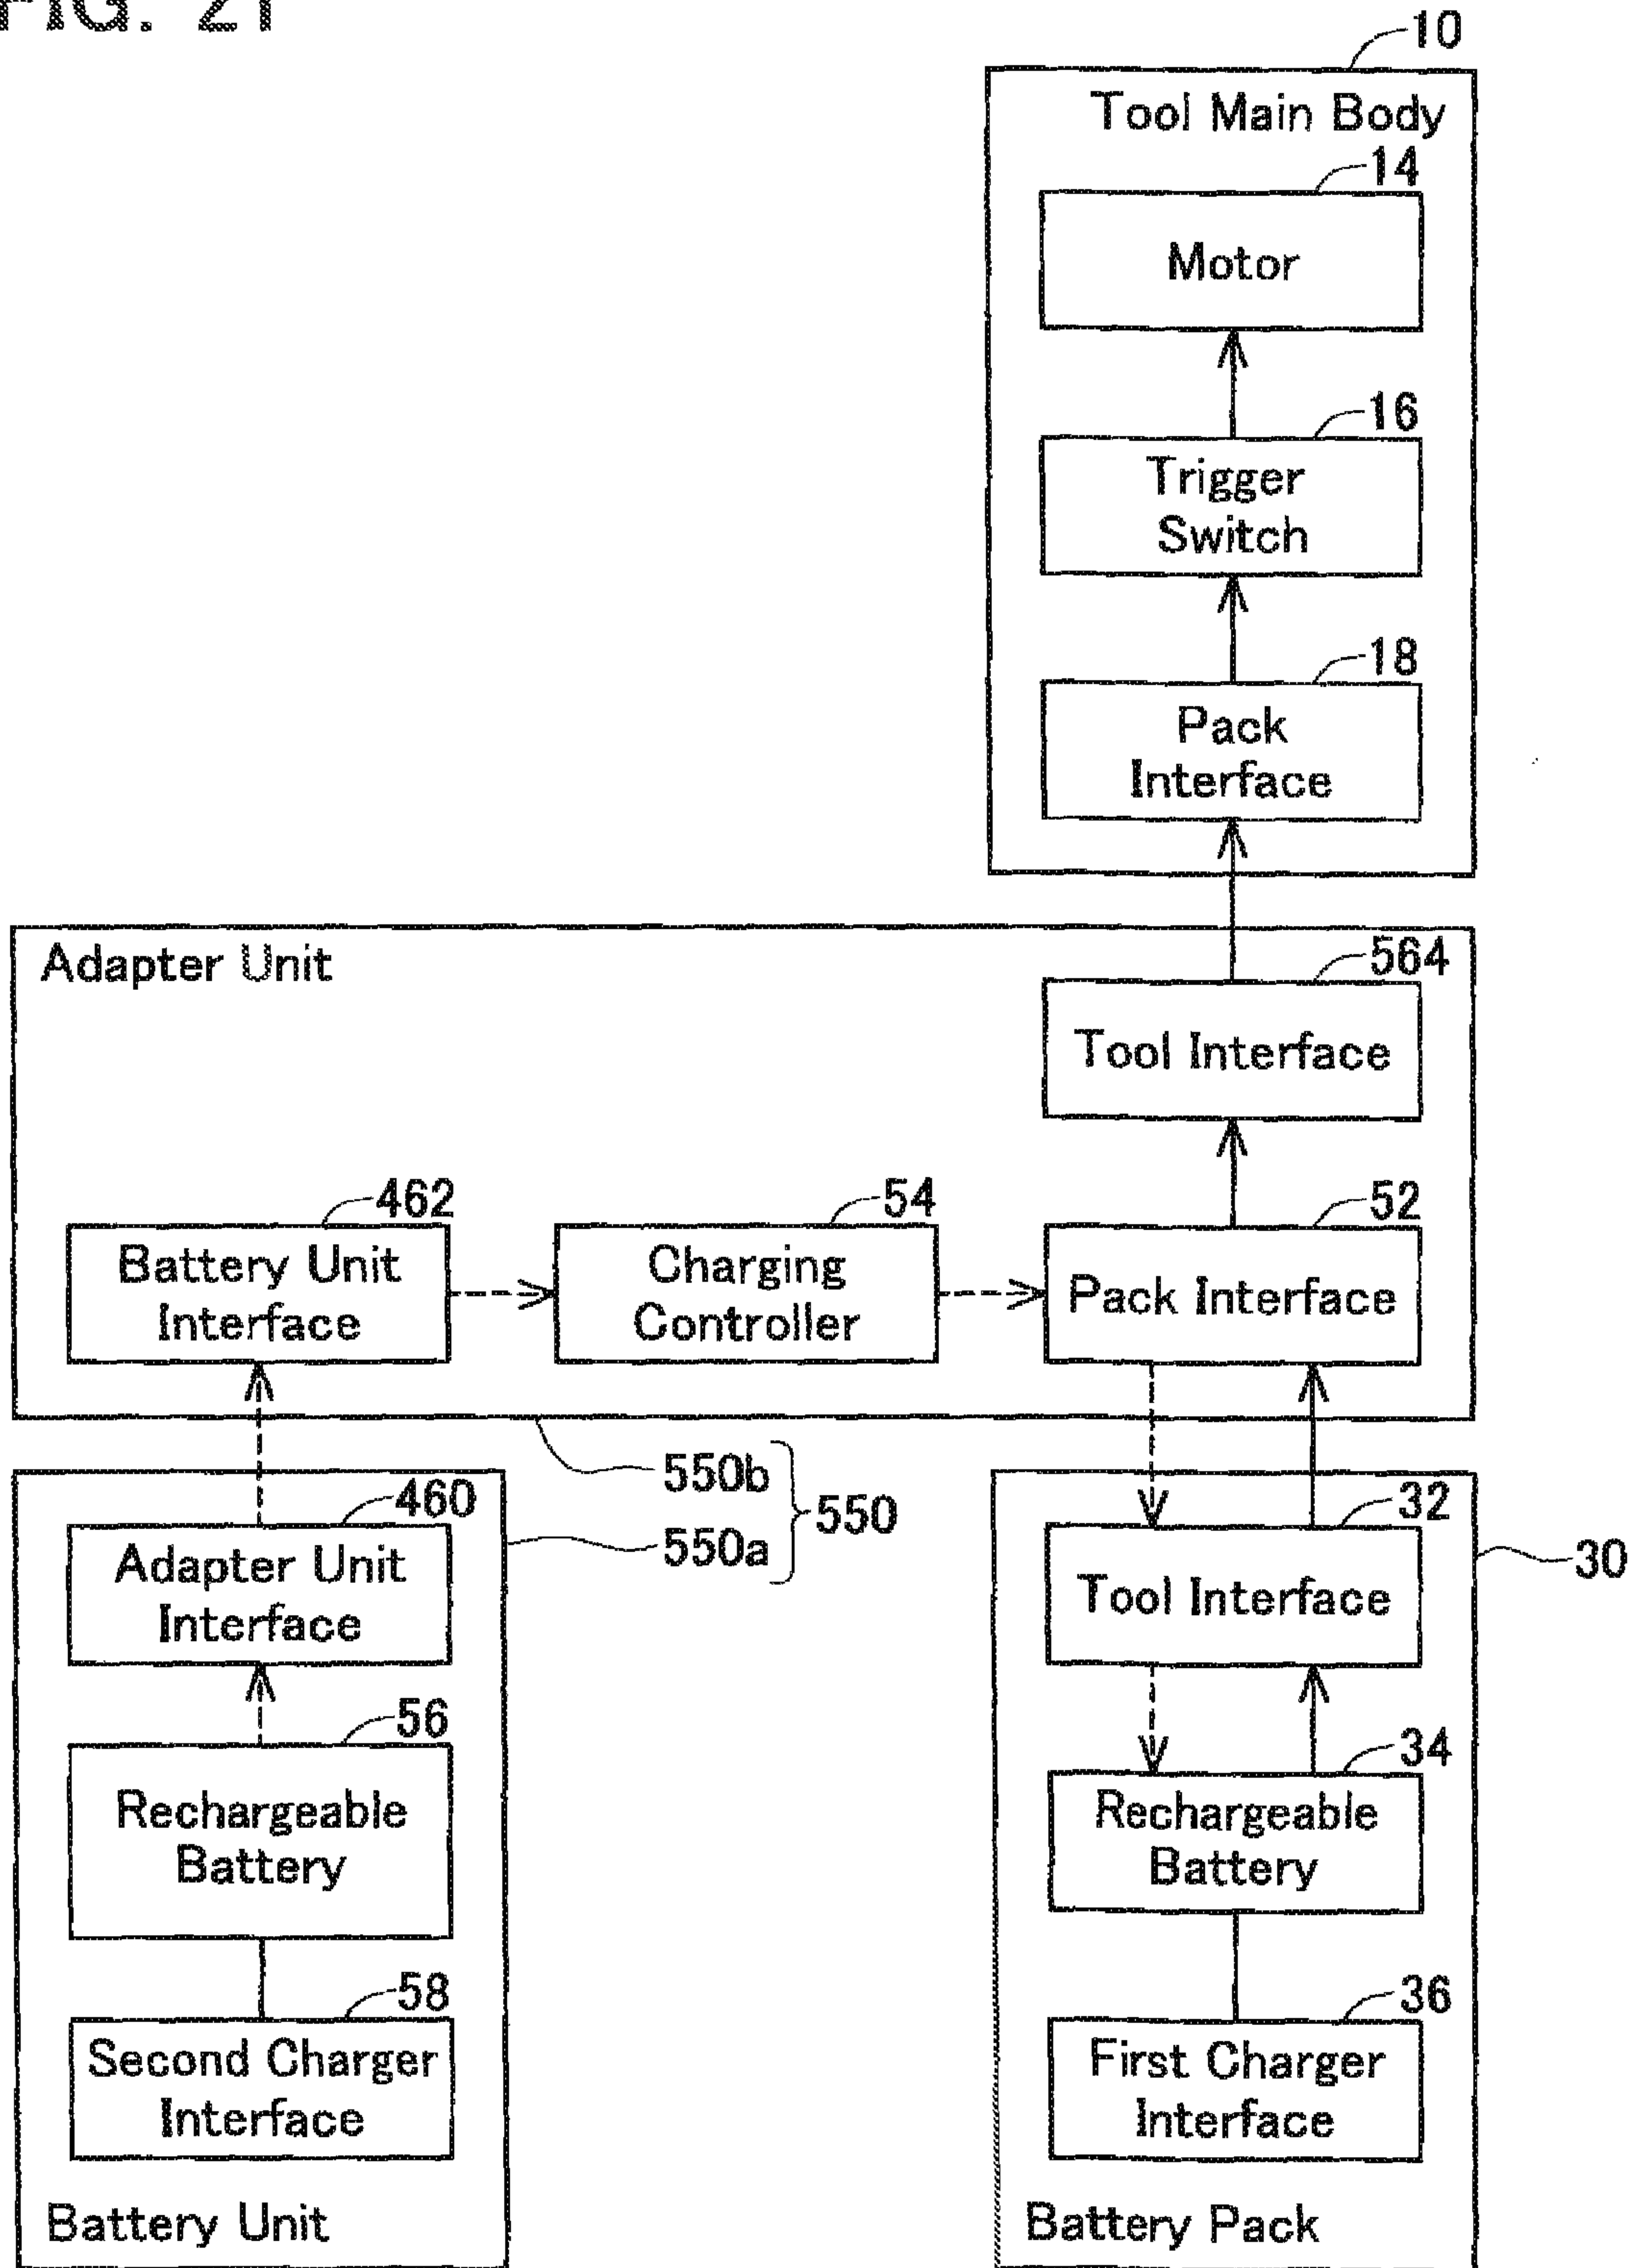 FIG. 21
10
Tool Main Body
14
Motor
16
Trigger
Switch
18
Pack
Interface
Adapter Unit
564
Tool Interface
462
Battery Unit
Interface
54
Charging
Controller
52
Pack Interface
550b
550a
550
460
Adapter Unit
Interface
56
Rechargeable
Battery
58
Second Charger
Interface
Battery Unit
32
30
Tool Interface
34
Rechargeable
Battery
36
First Charger
Interface
Battery Pack